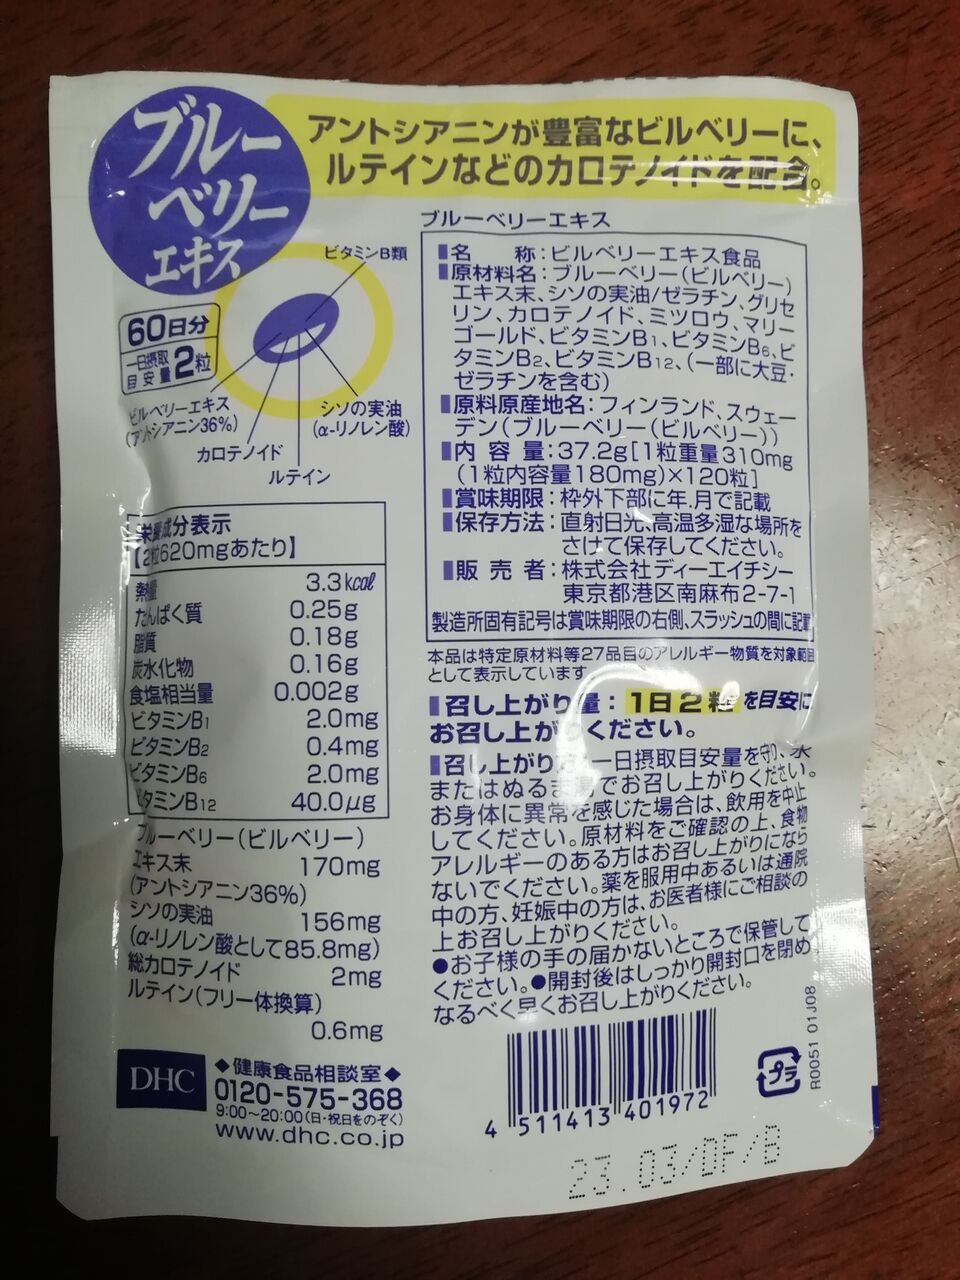 ブルー
ベリー
エキス
アントシアニンが豊富なビルベリーに、
ルテインなどのカロテノイドを配合。
60日分
一日摂取
目安量 2粒
ビタミンB類
ビルベリーエキス
(アントシアニン36%)
カロテノイド
ルテイン
シソの実油
(α-リノレン酸)
栄養成分表示
【2粒620mgあたり】
熱量 3.3kcal
たんぱく質 0.25g
脂質 0.18g
炭水化物 0.16g
食塩相当量 0.002g
ビタミンB1 2.0mg
ビタミンB2 0.4mg
ビタミンB6 2.0mg
ビタミンB12 40.0μg
ブルーベリー(ビルベリー)
エキス末 170mg
(アントシアニン36%)
シソの実油 156mg
(α-リノレン酸として85.8mg)
総カロテノイド 2mg
ルテイン(フリー体換算)
0.6mg
DHC
◆健康食品相談室◆
0120-575-368
9:00~20:00(日・祝日をのぞく)
www.dhc.co.jp
ブルーベリーエキス
名 称:ビルベリーエキス食品
原材料名:ブルーベリー(ビルベリー)
エキス末、シソの実油/ゼラチン、グリセ
リン、カロテノイド、ミツロウ、マリー
ゴールド、ビタミンB1、ビタミンB6、ビ
タミンB2、ビタミンB12、(一部に大豆・
ゼラチンを含む)
原料原産地名:フィンランド、スウェー
デン(ブルーベリー(ビルベリー))
内容量:37.2g[1粒重量310mg
(1粒内容量180mg)×120粒]
賞味期限:枠外下部に年.月で記載
保存方法:直射日光、高温多湿な場所を
さけて保存してください。
販売者:株式会社ディーエイチシー
東京都港区南麻布2-7-1
製造所固有記号は賞味期限の右側、スラッシュの間に記載
本品は特定原材料等27品目のアレルギー物質を対象範囲
として表示しています
召し上がり量:1日2粒を目安に
お召し上がりください。
召し上がり方 一日摂取目安量を守り、水
またはぬるま湯でお召し上がりください。
お身体に異常を感じた場合は、飲用を中止
してください。原材料をご確認の上、食物
アレルギーのある方はお召し上がりになら
ないでください。薬を服用中あるいは通院
中の方、妊娠中の方は、お医者様にご相談の
上お召し上がりください。
●お子様の手の届かないところで保管して
ください。●開封後はしっかり開封口を閉め
なるべく早くお召し上がりください。
4 511413 401972
プラ
R0051 01J08
23.03/OF/B